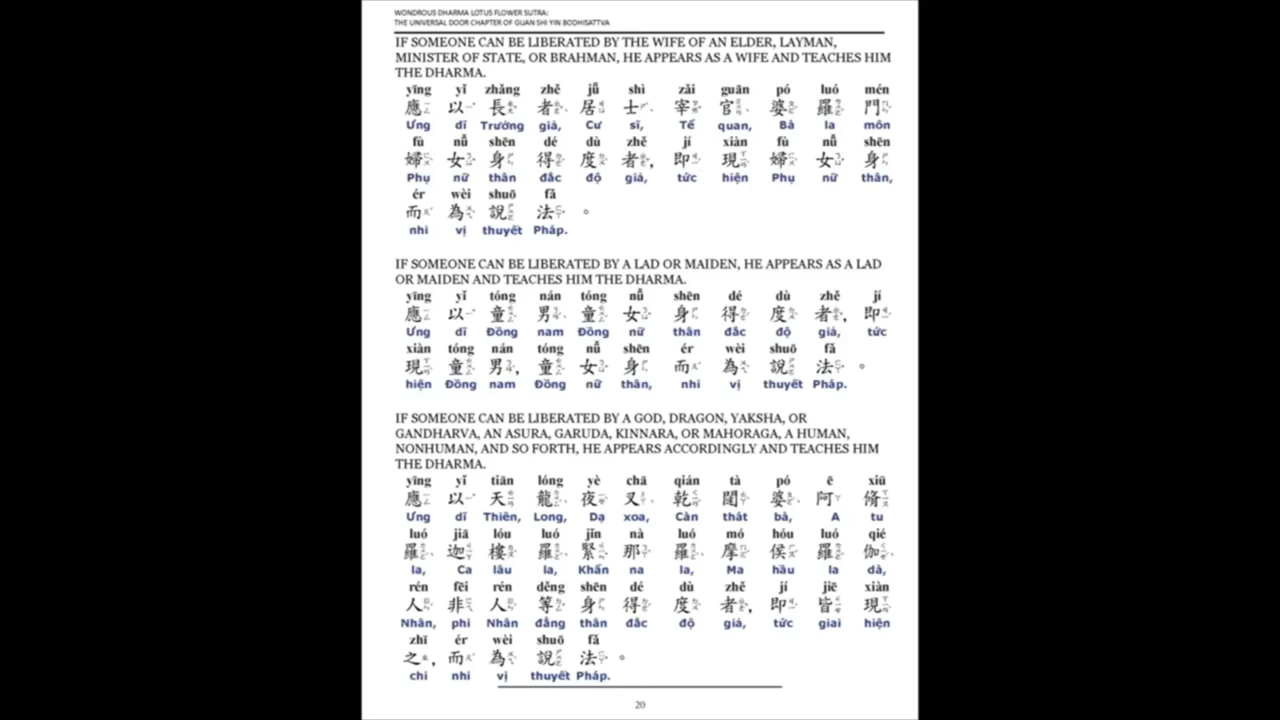 WONDROUS DHARMA LOTUS FLOWER SUTRA:
THE UNIVERSAL DOOR CHAPTER OF GUAN SHI YIN BODHISATTVA
IF SOMEONE CAN BE LIBERATED BY THE WIFE OF AN ELDER, LAYMAN,
MINISTER OF STATE, OR BRAHMAN, HE APPEARS AS A WIFE AND TEACHES HIM
THE DHARMA.
yīng yǐ zhǎng zhě jū shì zǎi guān pó luó mén
應 以 長 者、 居 士、 宰 官、 婆 羅 門
Ưng dĩ Trưởng giả, Cư sĩ, Tể quan, Bà la môn
fù nǚ shēn dé dù zhě jí xiàn fù nǚ shēn
婦 女 身 得 度 者, 即 現 婦 女 身
Phụ nữ thân đắc độ giả, tức hiện Phụ nữ thân,
ér wèi shuō fǎ
而 為 說 法 。
nhi vị thuyết Pháp.
IF SOMEONE CAN BE LIBERATED BY A LAD OR MAIDEN, HE APPEARS AS A LAD
OR MAIDEN AND TEACHES HIM THE DHARMA.
yīng yǐ tóng nán tóng nǚ shēn dé dù zhě jí
應 以 童 男、 童 女 身 得 度 者, 即
Ưng dĩ Đồng nam Đồng nữ thân đắc độ giả, tức
xiàn tóng nán tóng nǚ shēn ér wèi shuō fǎ
現 童 男, 童 女 身 而 為 說 法 。
hiện Đồng nam Đồng nữ thân, nhi vị thuyết Pháp.
IF SOMEONE CAN BE LIBERATED BY A GOD, DRAGON, YAKSHA, OR
GANDHARVA, AN ASURA, GARUDA, KINNARA, OR MAHORAGA, A HUMAN,
NONHUMAN, AND SO FORTH, HE APPEARS ACCORDINGLY AND TEACHES HIM
THE DHARMA.
yīng yǐ tiān lóng yè chā qián tà pó ē xiū
應 以 天、 龍、 夜 叉、 乾 闥 婆、 阿 脩
Ưng dĩ Thiên, Long, Dạ xoa, Càn thát bà, A tu
luó jiā lóu luó jǐn nà luó mó hóu luó qié
羅、 迦 樓 羅、 緊 那 羅、 摩 侯 羅 伽、
la, Ca lâu la, Khẩn na la, Ma hầu la dà,
rén fēi rén děng shēn dé dù zhě jí jiē xiàn
人 非 人 等 身 得 度 者, 即 皆 現
Nhân, phi Nhân đẳng thân đắc độ giả, tức giai hiện
zhī ér wèi shuō fǎ
之, 而 為 說 法 。
chi nhi vị thuyết Pháp.
20